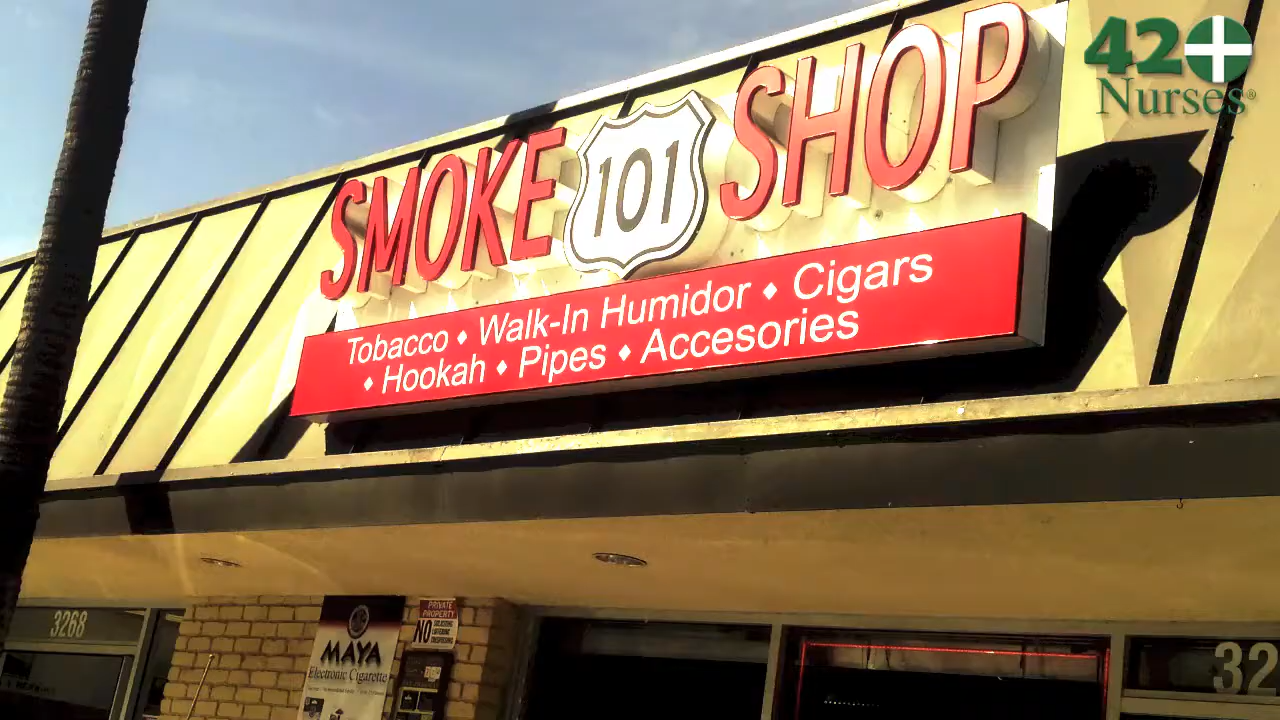 420
Nurses®
SMOKE 101 SHOP
Tobacco ♦ Walk-In Humidor ♦ Cigars
♦ Hookah ♦ Pipes ♦ Accesories
3268
MAYA
Electronic Cigarette
PRIVATE
PROPERTY
NO
32